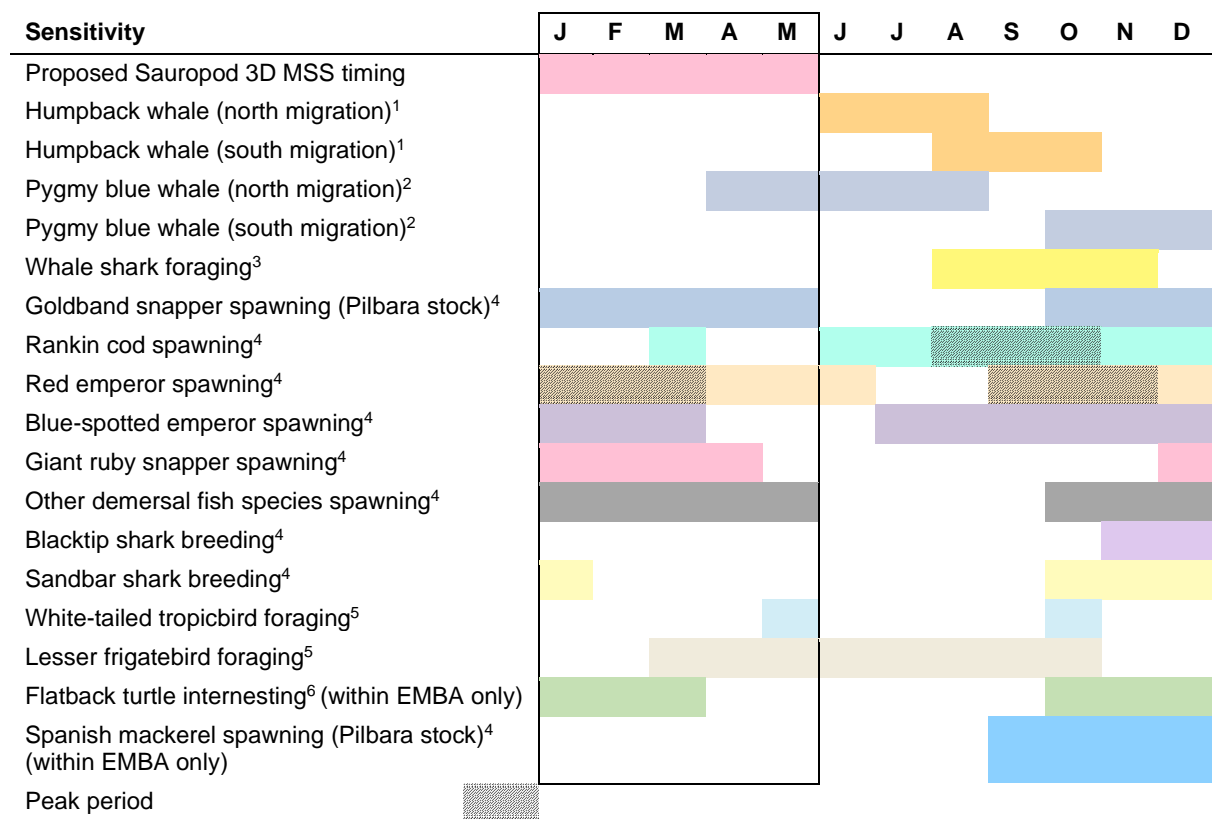 Sensitivity J F M A M J J A S O N D
Proposed Sauropod 3D MSS timing
Humpback whale (north migration)¹
Humpback whale (south migration)¹
Pygmy blue whale (north migration)²
Pygmy blue whale (south migration)²
Whale shark foraging³
Goldband snapper spawning (Pilbara stock)⁴
Rankin cod spawning⁴
Red emperor spawning⁴
Blue-spotted emperor spawning⁴
Giant ruby snapper spawning⁴
Other demersal fish species spawning⁴
Blacktip shark breeding⁴
Sandbar shark breeding⁴
White-tailed tropicbird foraging⁵
Lesser frigatebird foraging⁵
Flatback turtle internesting⁶ (within EMBA only)
Spanish mackerel spawning (Pilbara stock)⁴
(within EMBA only)
Peak period